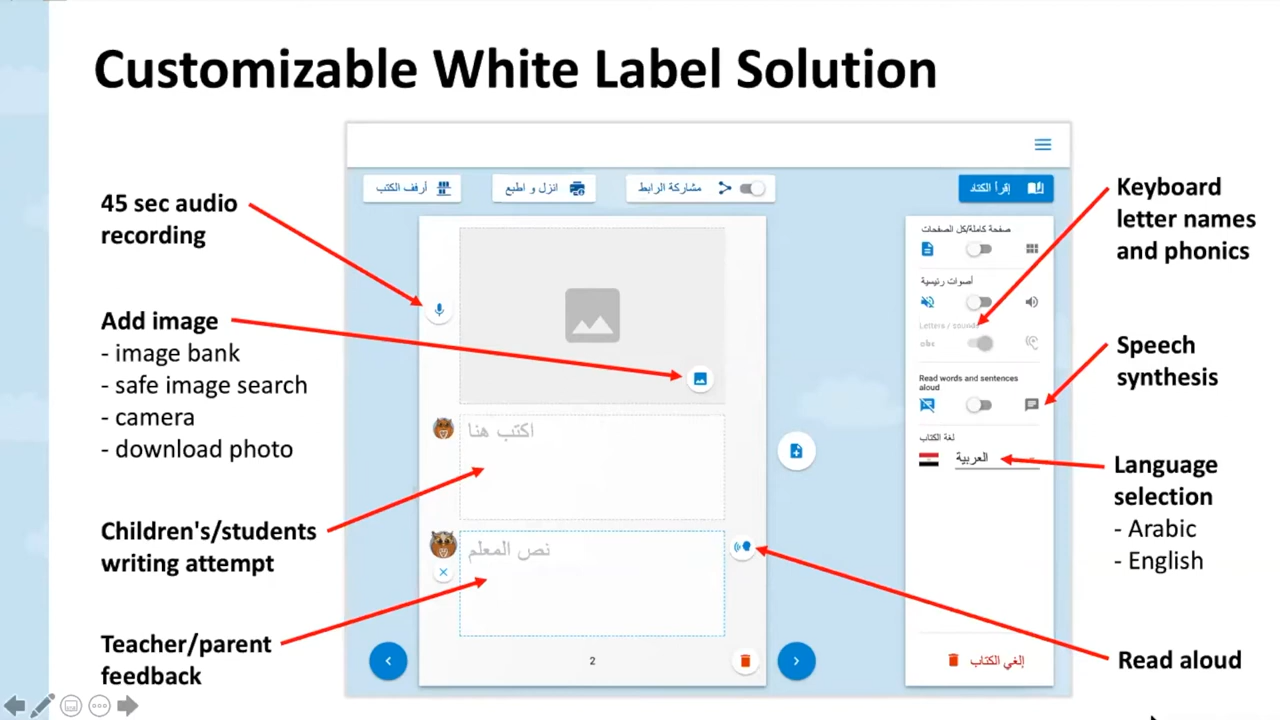 Customizable White Label Solution
45 sec audio
recording
Add image
- image bank
- safe image search
- camera
- download photo
Children's/students
writing attempt
Teacher/parent
feedback
أرفف الكتب
انزل و اطبع
مشاركة الرابط
إقرأ الكتاد
اكتب هنا
نص المعلم
2
صفحة كاملة/كل الصفحات
أصوات رئيسية
Letters / sounds
abc
Read words and sentences
aloud
لغة الكتاب
العربية
إلغي الكتاب
Keyboard
letter names
and phonics
Speech
synthesis
Language
selection
- Arabic
- English
Read aloud